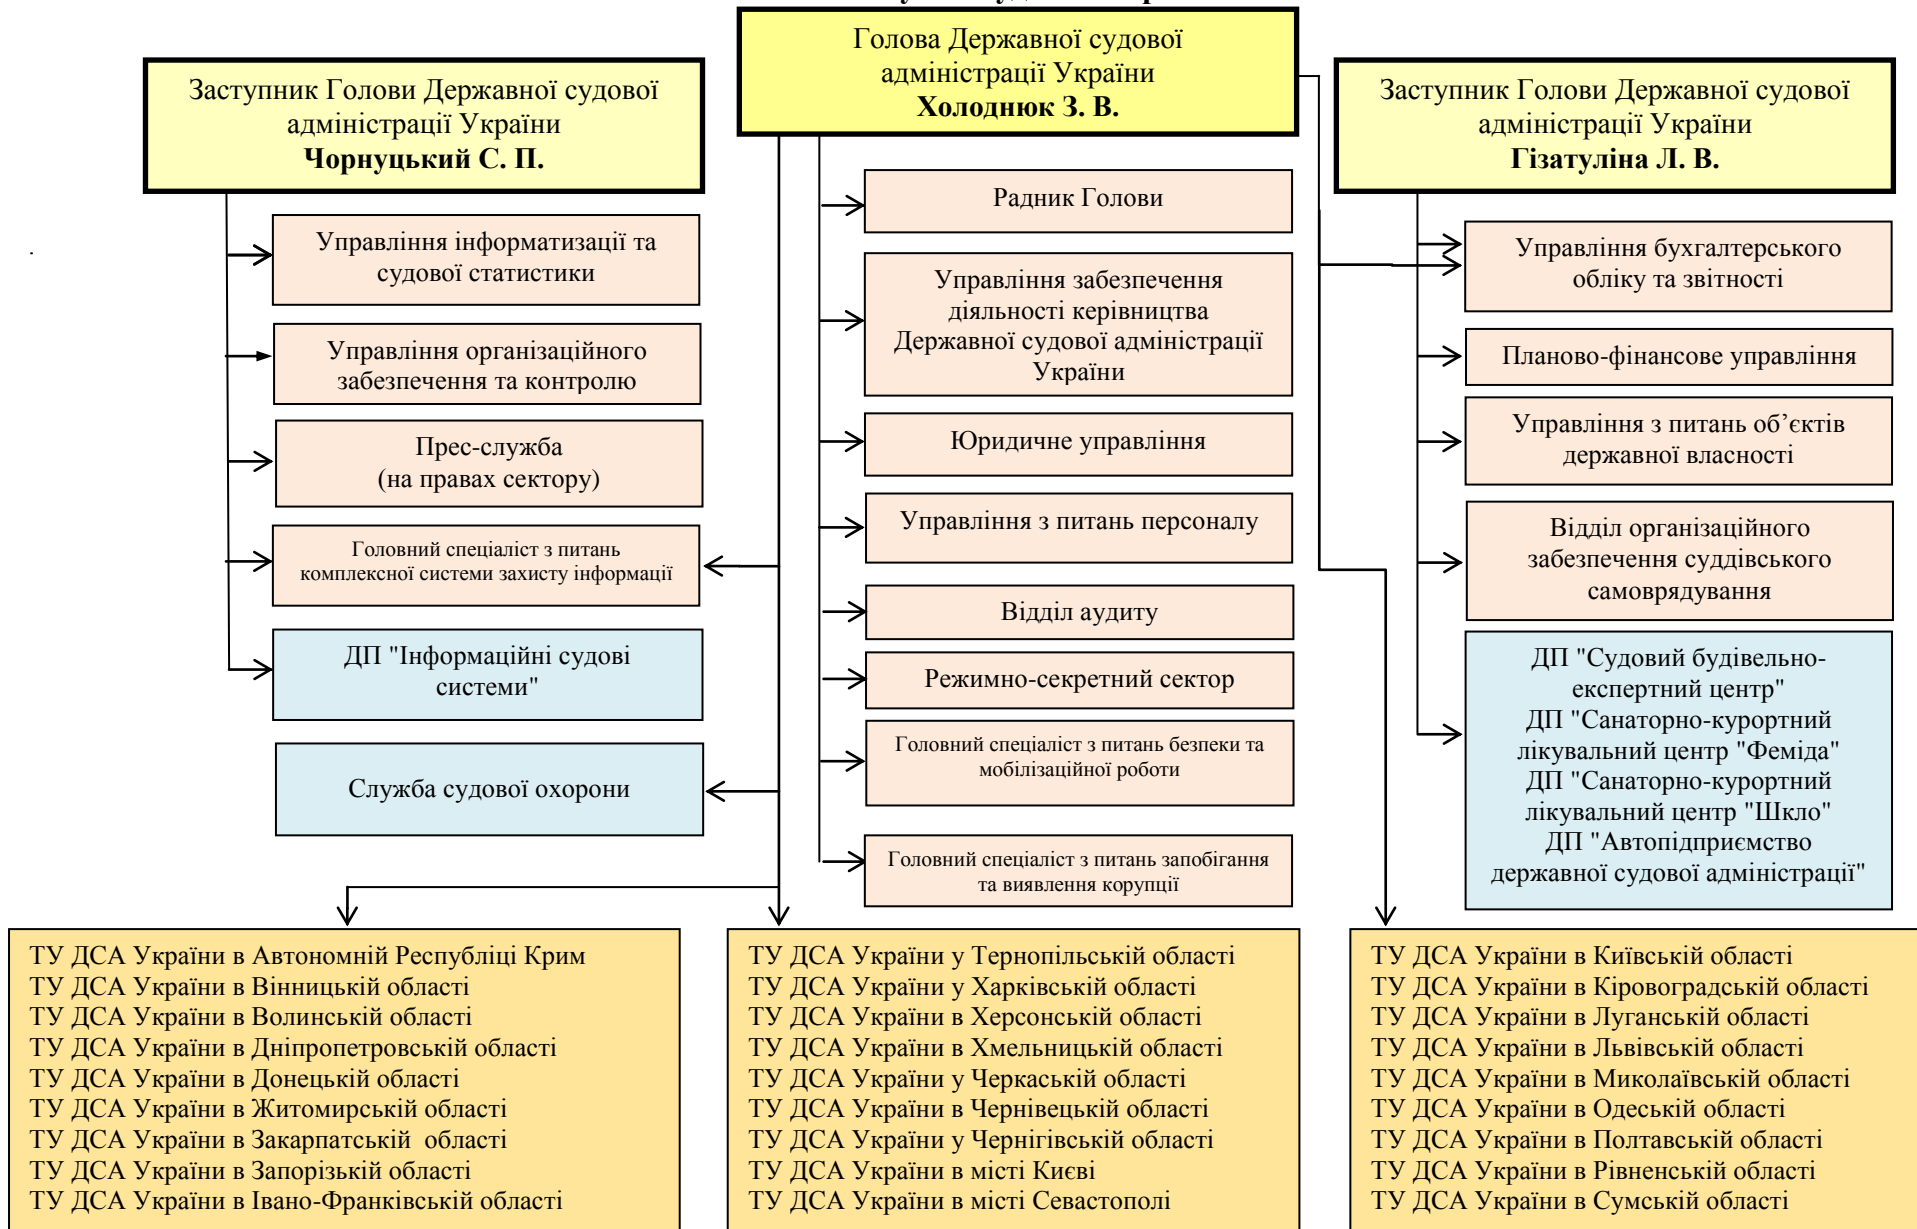 Голова Державної судової
адміністрації України
Холоднюк З. В.
Заступник Голови Державної судової
адміністрації України
Чорнуцький С. П.
Заступник Голови Державної судової
адміністрації України
Гізатуліна Л. В.
Управління інформатизації та
судової статистики
Управління організаційного
забезпечення та контролю
Прес-служба
(на правах сектору)
Головний спеціаліст з питань
комплексної системи захисту інформації
ДП "Інформаційні судові
системи"
Служба судової охорони
Радник Голови
Управління забезпечення
діяльності керівництва
Державної судової адміністрації
України
Юридичне управління
Управління з питань персоналу
Відділ аудиту
Режимно-секретний сектор
Головний спеціаліст з питань безпеки та
мобілізаційної роботи
Головний спеціаліст з питань запобігання
та виявлення корупції
Управління бухгалтерського
обліку та звітності
Планово-фінансове управління
Управління з питань об’єктів
державної власності
Відділ організаційного
забезпечення суддівського
самоврядування
ДП "Судовий будівельно-
експертний центр"
ДП "Санаторно-курортний
лікувальний центр "Феміда"
ДП "Санаторно-курортний
лікувальний центр "Шкло"
ДП "Автопідприємство
державної судової адміністрації"
ТУ ДСА України в Автономній Республіці Крим
ТУ ДСА України в Вінницькій області
ТУ ДСА України в Волинській області
ТУ ДСА України в Дніпропетровській області
ТУ ДСА України в Донецькій області
ТУ ДСА України в Житомирській області
ТУ ДСА України в Закарпатській області
ТУ ДСА України в Запорізькій області
ТУ ДСА України в Івано-Франківській області
ТУ ДСА України у Тернопільській області
ТУ ДСА України у Харківській області
ТУ ДСА України в Херсонській області
ТУ ДСА України в Хмельницькій області
ТУ ДСА України у Черкаській області
ТУ ДСА України в Чернівецькій області
ТУ ДСА України у Чернігівській області
ТУ ДСА України в місті Києві
ТУ ДСА України в місті Севастополі
ТУ ДСА України в Київській області
ТУ ДСА України в Кіровоградській області
ТУ ДСА України в Луганській області
ТУ ДСА України в Львівській області
ТУ ДСА України в Миколаївській області
ТУ ДСА України в Одеській області
ТУ ДСА України в Полтавській області
ТУ ДСА України в Рівненській області
ТУ ДСА України в Сумській області